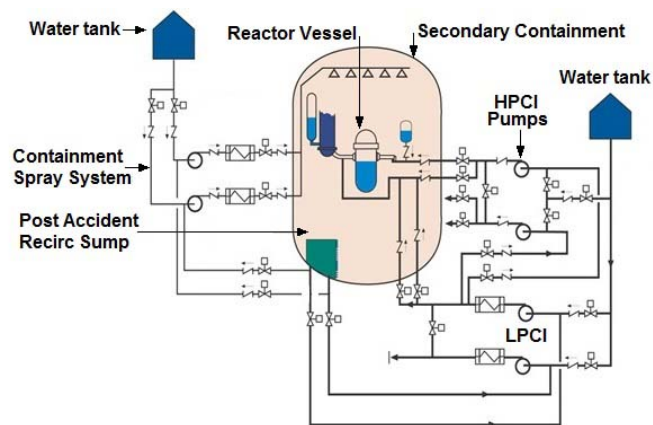 Water tank
Reactor Vessel
Secondary Containment
Water tank
HPCI
Pumps
Containment
Spray System
Post Accident
Recirc Sump
LPCI